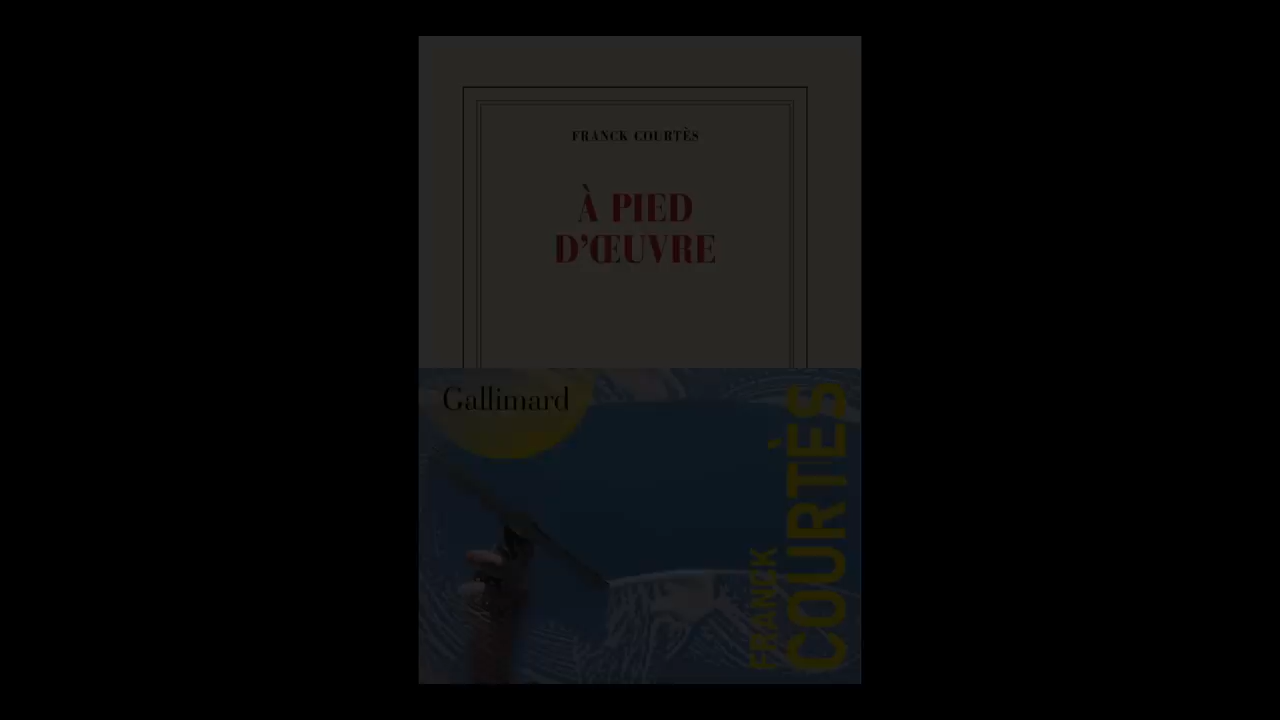 FRANCK COURTÈS
À PIED
D'ŒUVRE
Gallimard
FRANCK
COURTÈS